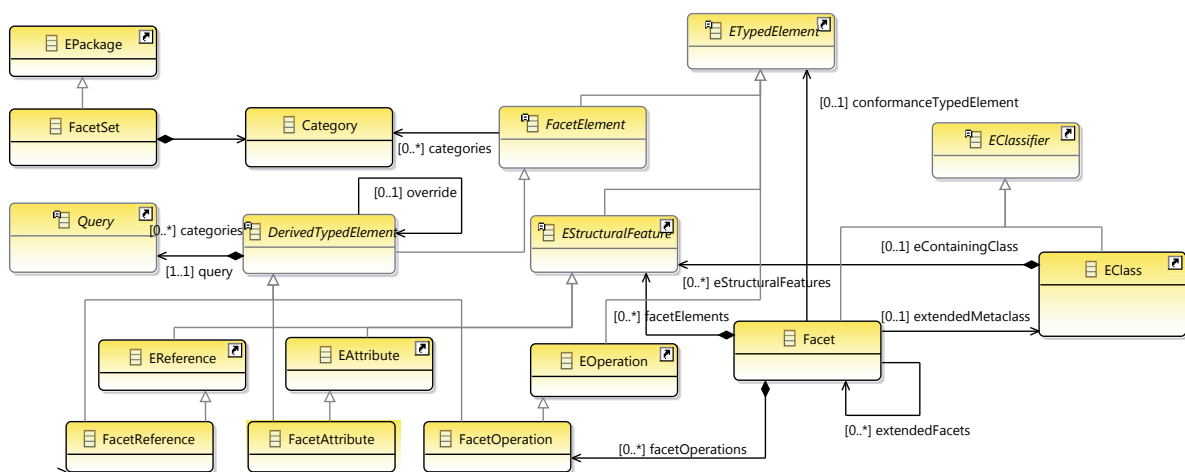 EPackage
ETypedElement
[0..1] conformanceTypedElement
FacetSet
Category
FacetElement
[0..*] categories
EClassifier
[0..1] override
Query
[0..*] categories
DerivedTypedElement
EStructuralFeature
[0..1] eContainingClass
EClass
[1..1] query
[0..*] eStructuralFeatures
[0..*] facetElements
[0..1] extendedMetaclass
Facet
EReference
EAttribute
EOperation
FacetReference
FacetAttribute
FacetOperation
[0..*] facetOperations
[0..*] extendedFacets